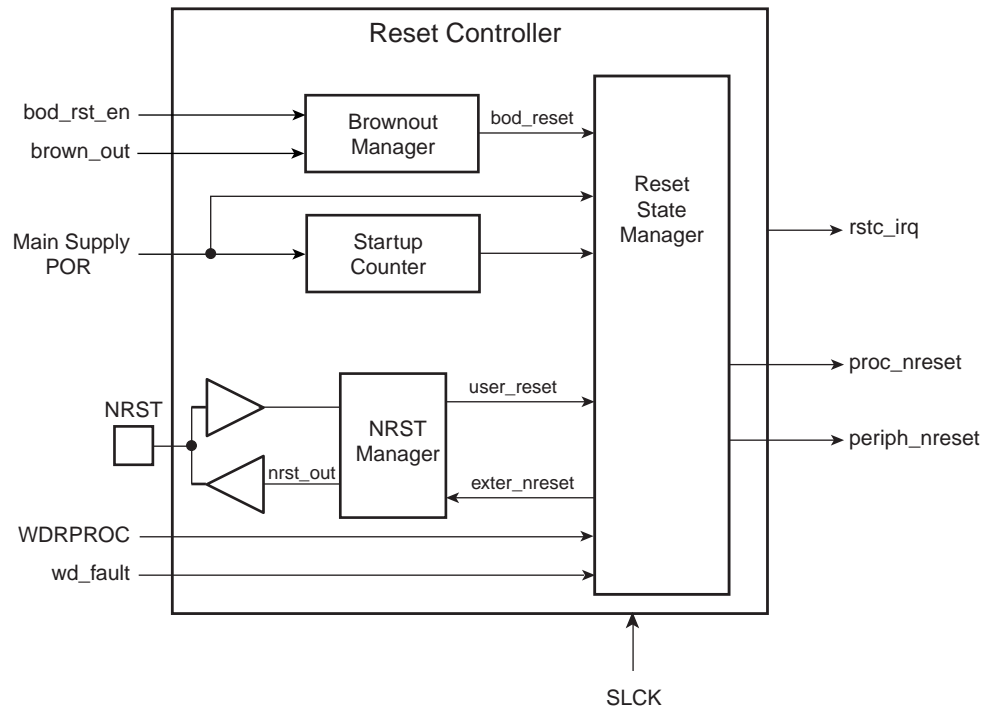 Reset Controller
bod_rst_en
brown_out
Brownout
Manager
bod_reset
Main Supply
POR
Startup
Counter
Reset
State
Manager
rstc_irq
proc_nreset
periph_nreset
NRST
NRST
Manager
user_reset
nrst_out
exter_nreset
WDRPROC
wd_fault
SLCK